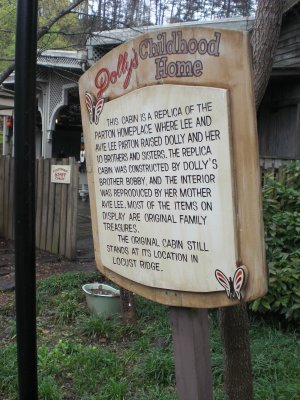 Dolly's Childhood
Home
THIS CABIN IS A REPLICA OF THE
PARTON HOMEPLACE WHERE LEE AND
AVIE LEE PARTON RAISED DOLLY AND HER
10 BROTHERS AND SISTERS. THE REPLICA
CABIN WAS CONSTRUCTED BY DOLLY'S
BROTHER BOBBY, AND THE INTERIOR
WAS REPRODUCED BY HER MOTHER
AVIE LEE. MOST OF THE ITEMS ON
DISPLAY ARE ORIGINAL FAMILY
TREASURES.
THE ORIGINAL CABIN STILL
STANDS AT ITS LOCATION IN
LOCUST RIDGE.